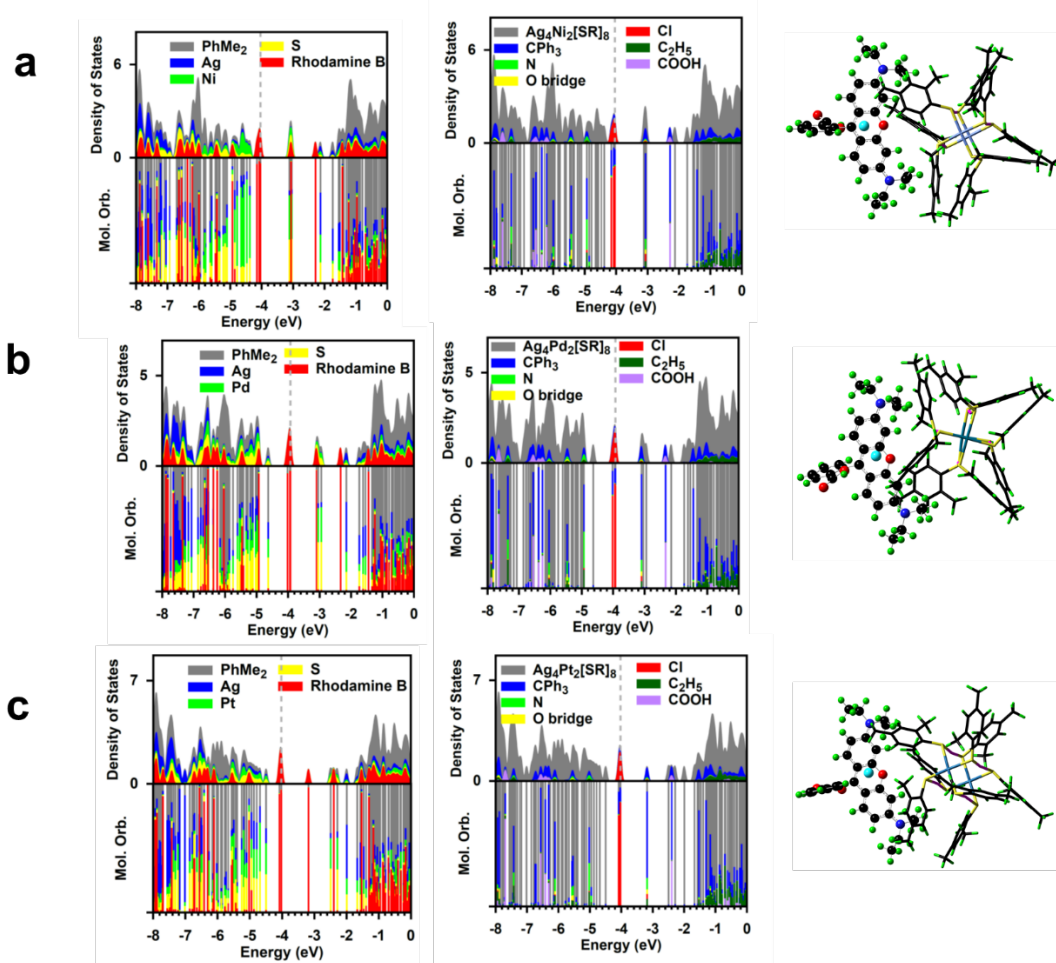 a
Density of States
6
0
PhMe2
Ag
Ni
S
Rhodamine B
Mol. Orb.
-8 -7 -6 -5 -4 -3 -2 -1 0
Energy (eV)
Density of States
6
0
Ag4Ni2[SR]8
CPh3
N
O bridge
Cl
C2H5
COOH
Mol. Orb.
-8 -7 -6 -5 -4 -3 -2 -1 0
Energy (eV)
b
Density of States
5
0
PhMe2
Ag
Pd
S
Rhodamine B
Mol. Orb.
-8 -7 -6 -5 -4 -3 -2 -1 0
Energy (eV)
Density of States
5
0
Ag4Pd2[SR]8
CPh3
N
O bridge
Cl
C2H5
COOH
Mol. Orb.
-8 -7 -6 -5 -4 -3 -2 -1 0
Energy (eV)
c
Density of States
7
0
PhMe2
Ag
Pt
S
Rhodamine B
Mol. Orb.
-8 -7 -6 -5 -4 -3 -2 -1 0
Energy (eV)
Density of States
7
0
Ag4Pt2[SR]8
CPh3
N
O bridge
Cl
C2H5
COOH
Mol. Orb.
-8 -7 -6 -5 -4 -3 -2 -1 0
Energy (eV)